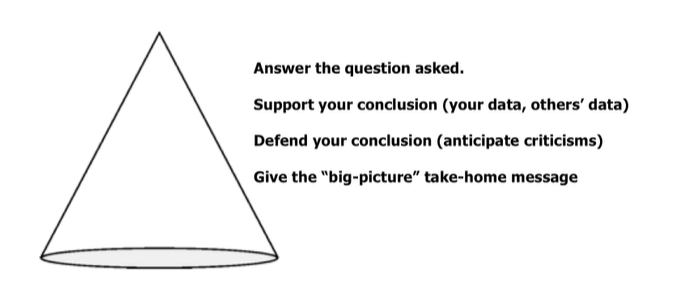 Answer the question asked.
Support your conclusion (your data, others’ data)
Defend your conclusion (anticipate criticisms)
Give the “big-picture” take-home message